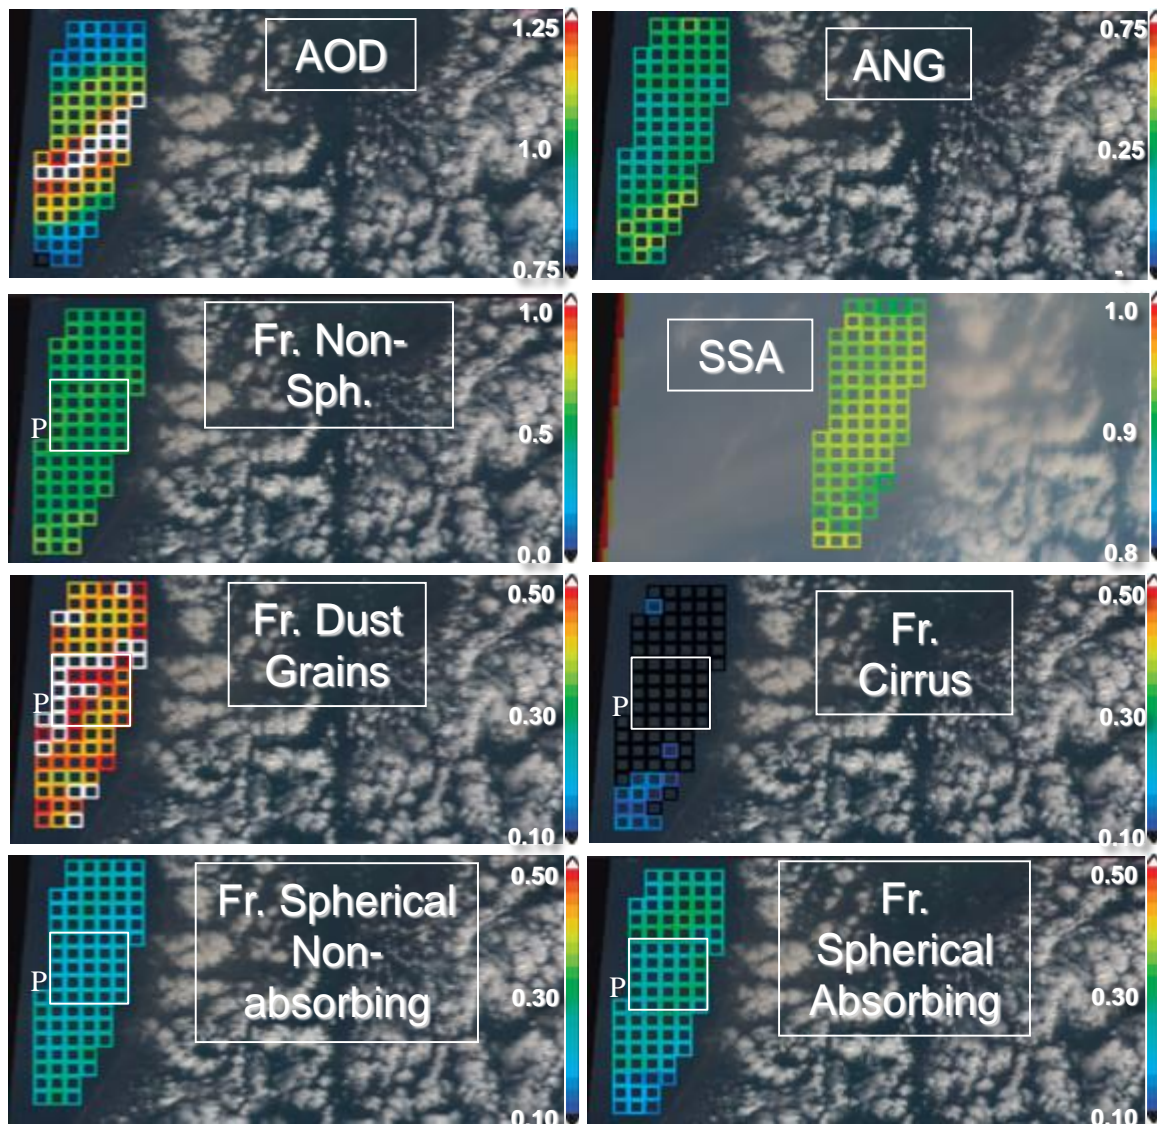 AOD
1.25
1.0
0.75
ANG
0.75
0.25
-
Fr. Non-
Sph.
P
1.0
0.5
0.0
SSA
1.0
0.9
0.8
Fr. Dust
Grains
P
0.50
0.30
0.10
Fr.
Cirrus
P
0.50
0.30
0.10
Fr. Spherical
Non-
absorbing
P
0.50
0.30
0.10
Fr.
Spherical
Absorbing
P
0.50
0.30
0.10